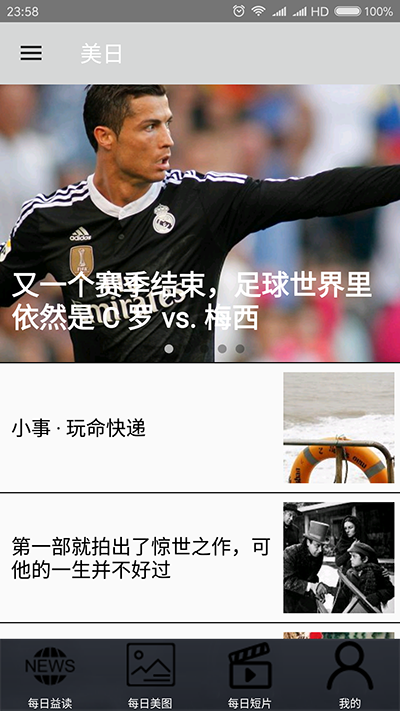 23:58
HD
100%
美日
adidas
Emirates
又一个赛季结束，足球世界里
依然是 C 罗 vs. 梅西
小事 · 玩命快递
第一部就拍出了惊世之作，可
他的一生并不好过
NEWS
每日益读
每日美图
每日短片
我的